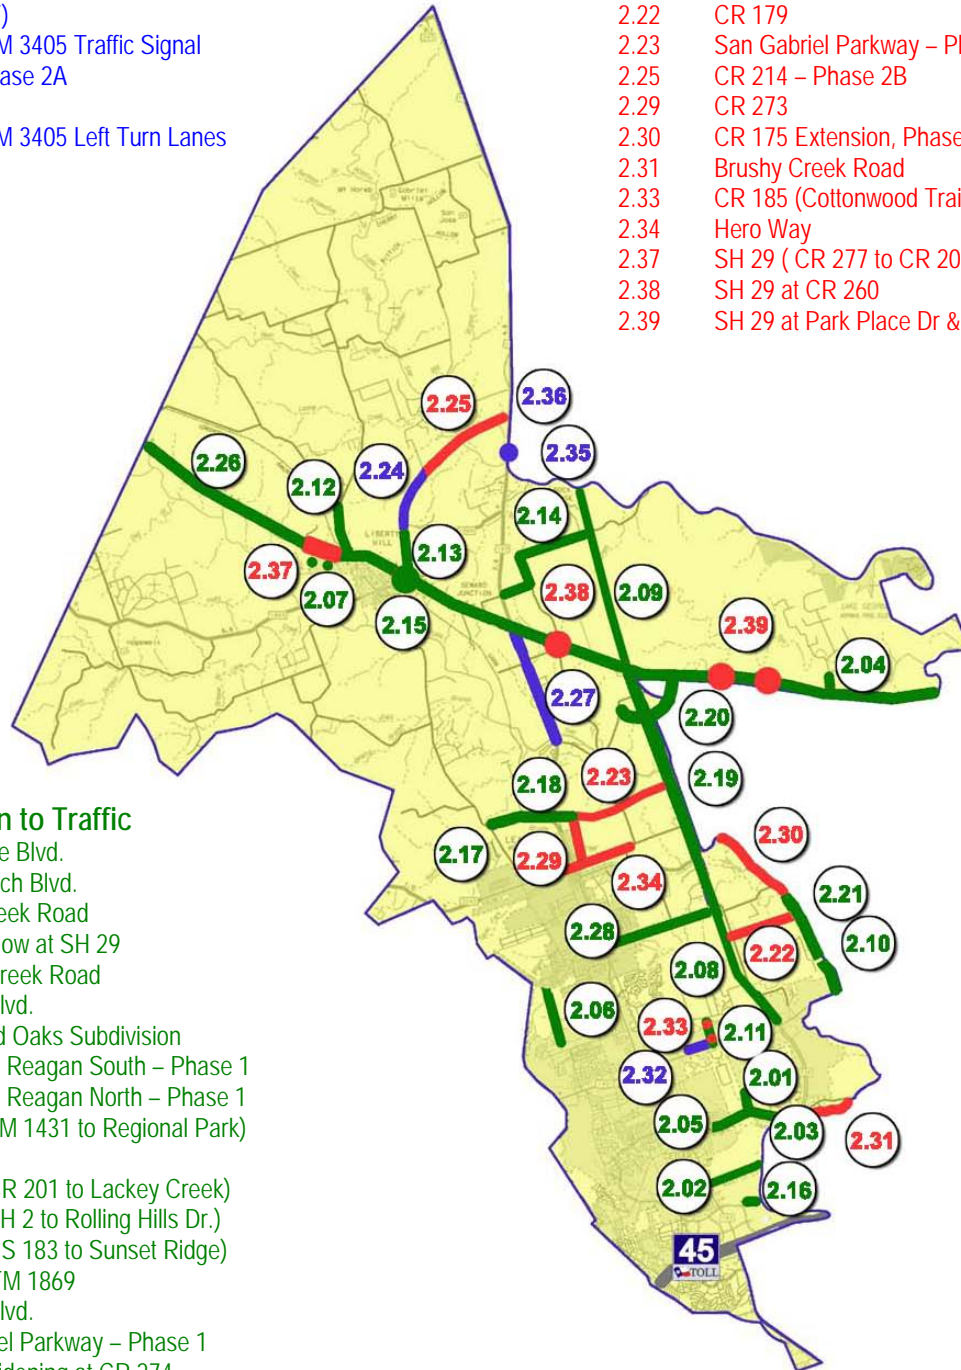 )
M 3405 Traffic Signal
ase 2A
M 3405 Left Turn Lanes
2.22 CR 179
2.23 San Gabriel Parkway – P
2.25 CR 214 – Phase 2B
2.29 CR 273
2.30 CR 175 Extension, Phase
2.31 Brushy Creek Road
2.33 CR 185 (Cottonwood Trai
2.34 Hero Way
2.37 SH 29 ( CR 277 to CR 20
2.38 SH 29 at CR 260
2.39 SH 29 at Park Place Dr &
2.25
2.36
2.35
2.26
2.24
2.12
2.14
LIBERTY HILL
2.13
2.37
2.07
2.15
SEWARD JUNCTION
2.38
2.09
2.39
2.04
2.27
2.20
2.18
2.23
2.19
2.17
2.29
2.34
2.30
2.21
2.28
2.22
2.10
2.08
2.06
2.33
2.11
2.32
2.01
2.05
2.03
2.31
2.02
2.16
45
TOLL
n to Traffic
e Blvd.
ch Blvd.
eek Road
ow at SH 29
reek Road
lvd.
d Oaks Subdivision
Reagan South – Phase 1
Reagan North – Phase 1
M 1431 to Regional Park)
R 201 to Lackey Creek)
H 2 to Rolling Hills Dr.)
S 183 to Sunset Ridge)
FM 1869
lvd.
el Parkway – Phase 1
idening at CR 274